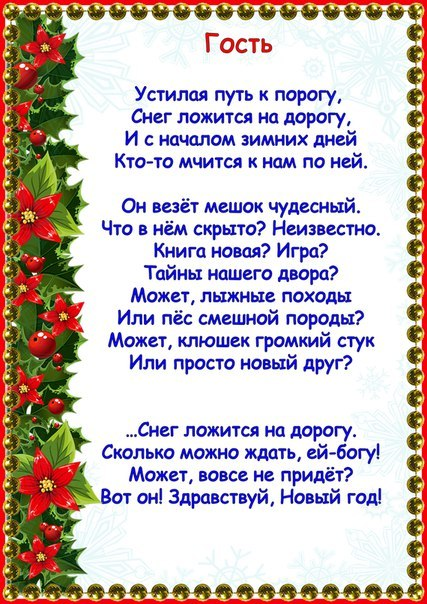 Гость
Устилая путь к порогу,
Снег ложится на дорогу,
И с началом зимних дней
Кто-то мчится к нам по ней.
Он везёт мешок чудесный.
Что в нём скрыто? Неизвестно.
Книга новая? Игра?
Тайны нашего двора?
Может, лыжные походы
Или пёс смешной породы?
Может, клюшек громкий стук
Или просто новый друг?
...Снег ложится на дорогу.
Сколько можно ждать, ей-богу!
Может, вовсе не придёт?
Вот он! Здравствуй, Новый год!